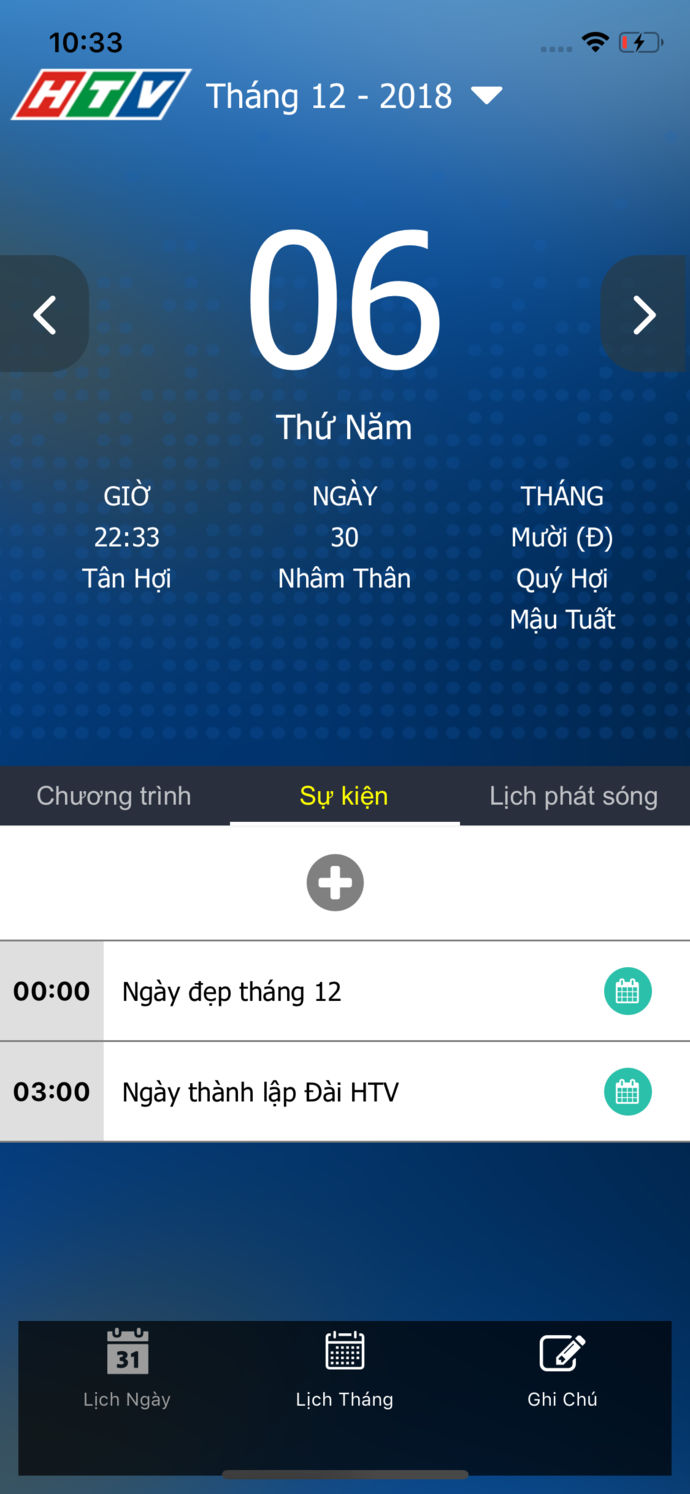 10:33
HTV Tháng 12 - 2018
06
Thứ Năm
GIỜ NGÀY THÁNG
22:33 30 Mười (Đ)
Tân Hợi Nhâm Thân Quý Hợi
Mậu Tuất
Chương trình Sự kiện Lịch phát sóng
00:00 Ngày đẹp tháng 12
03:00 Ngày thành lập Đài HTV
31
Lịch Ngày Lịch Tháng Ghi Chú